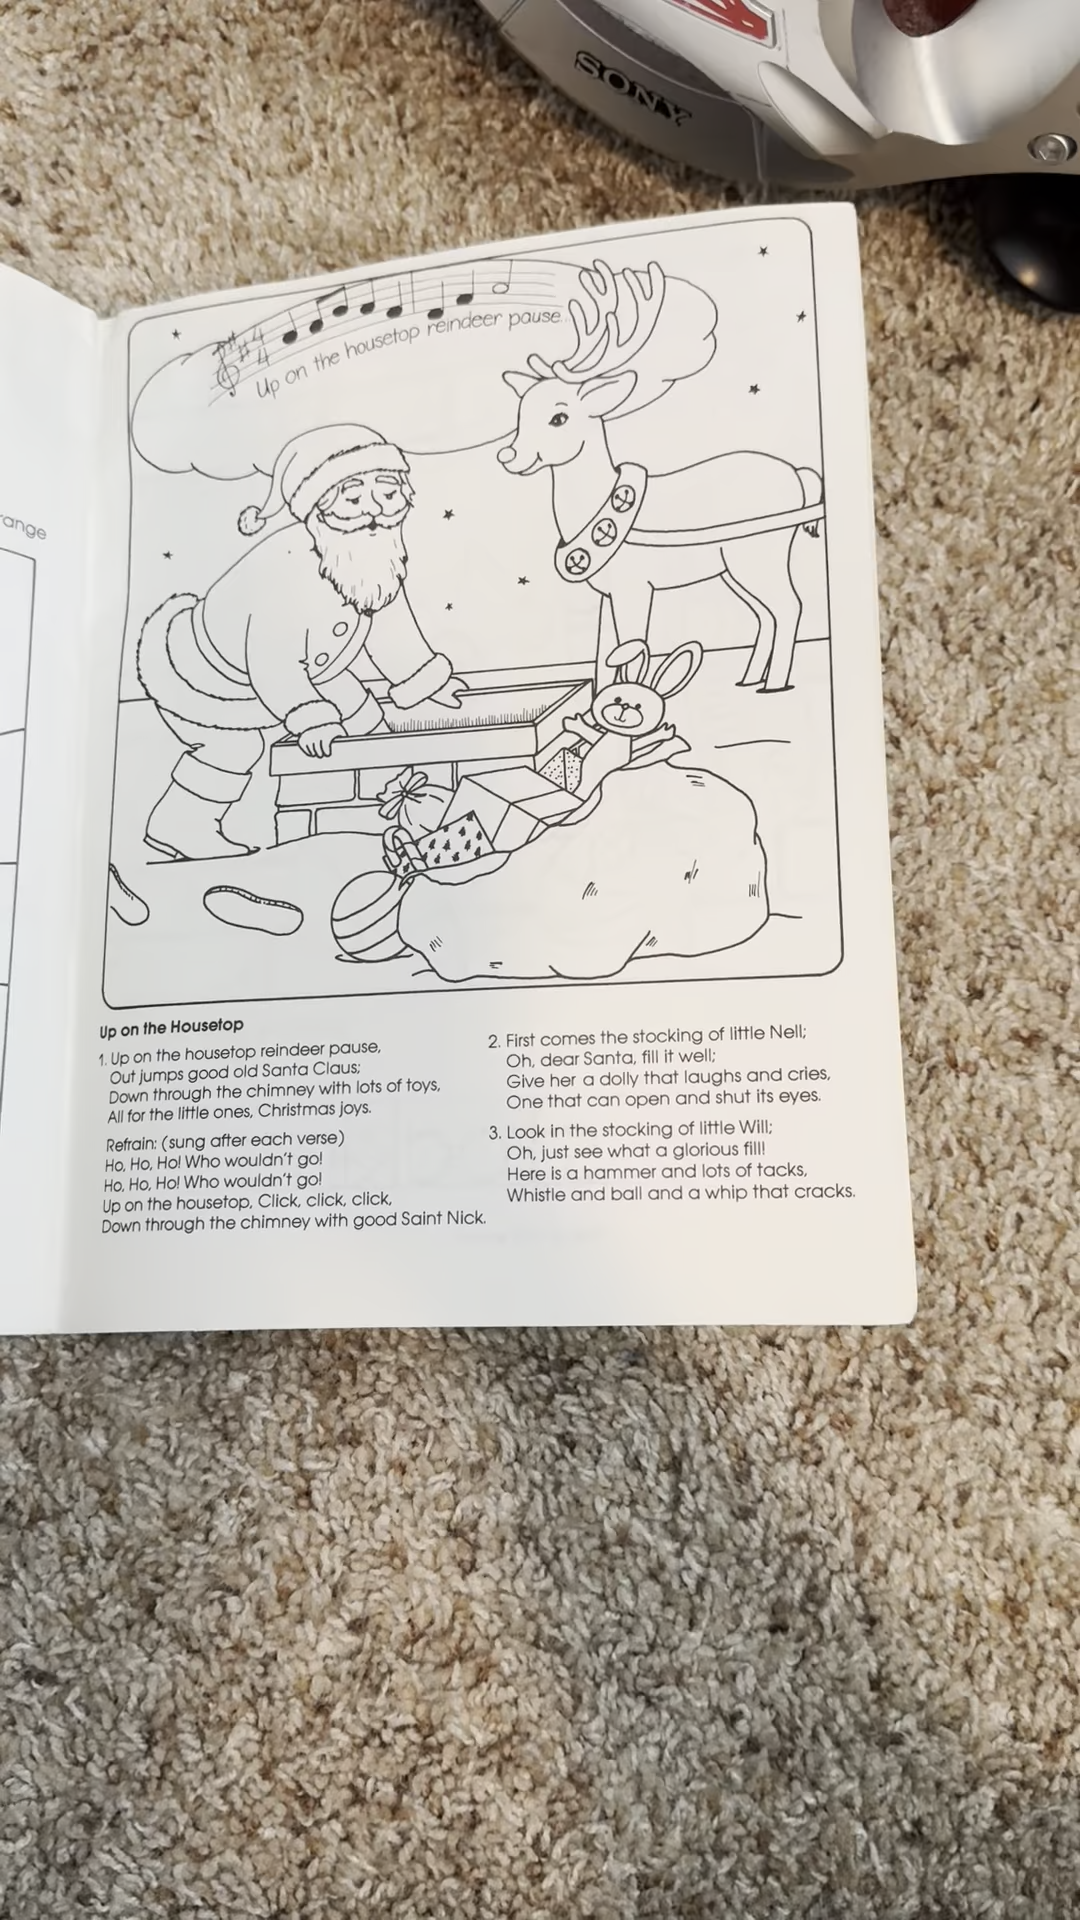 SONY
range
4
4
Up on the housetop reindeer pause...
Up on the Housetop
1. Up on the housetop reindeer pause,
Out jumps good old Santa Claus;
Down through the chimney with lots of toys,
All for the little ones, Christmas joys.
Refrain: (sung after each verse)
Ho, Ho, Ho! Who wouldn't go!
Ho, Ho, Ho! Who wouldn't go!
Up on the housetop, Click, click, click,
Down through the chimney with good Saint Nick.
2. First comes the stocking of little Nell;
Oh, dear Santa, fill it well;
Give her a dolly that laughs and cries,
One that can open and shut its eyes.
3. Look in the stocking of little Will;
Oh, just see what a glorious fill!
Here is a hammer and lots of tacks,
Whistle and ball and a whip that cracks.